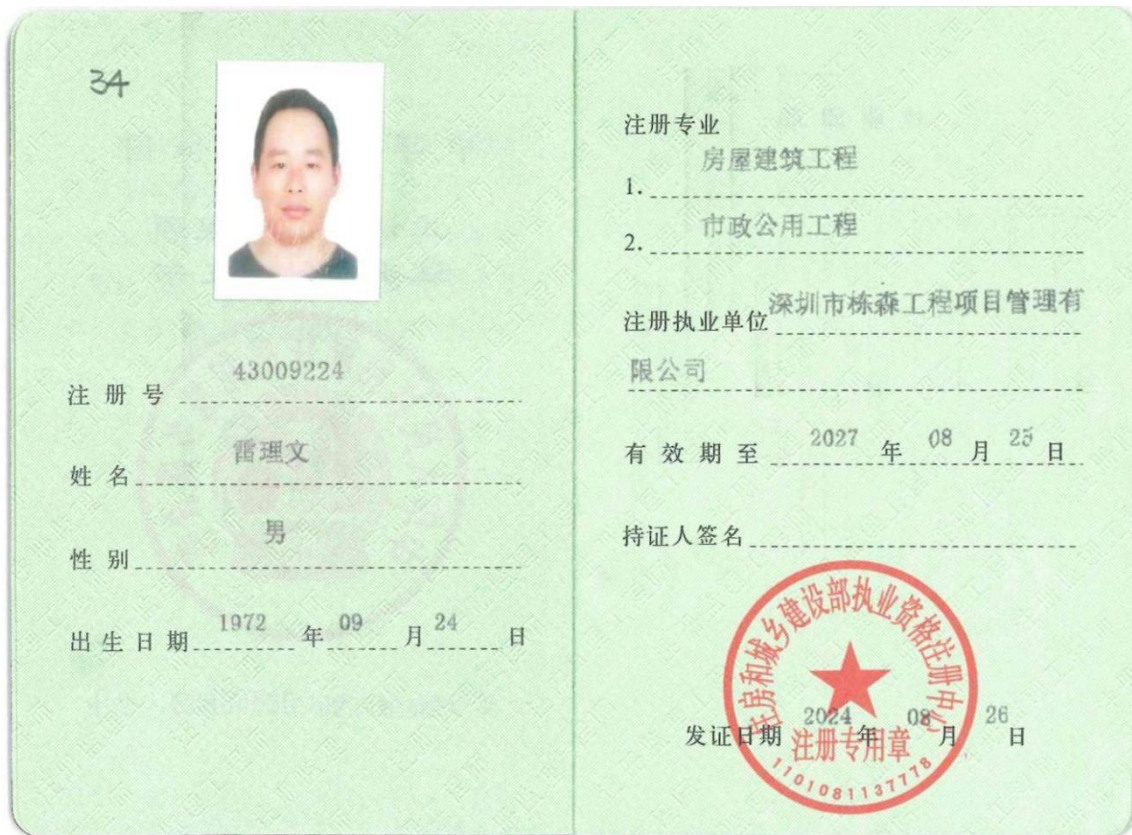 34
注册号 43009224
姓名 雷理文
性别 男
出生日期 1972 年 09 月 24 日
注册专业
1. 房屋建筑工程
2. 市政公用工程
注册执业单位 深圳市栋森工程项目管理有
限公司
有效期至 2027 年 08 月 25 日
持证人签名
住房和城乡建设部执业资格注册中心
发证日期 2024 年 08 月 26 日
注册专用章
1101081137778